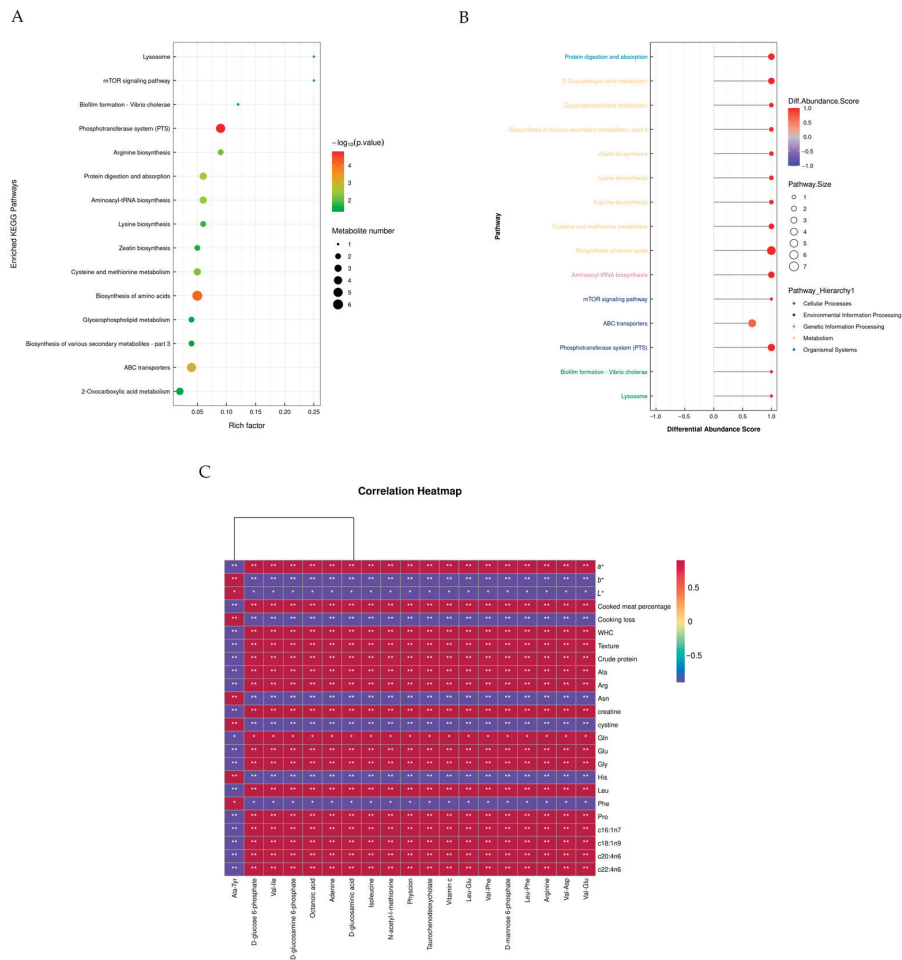 A
Enriched KEGG Pathways
Lysosome
mTOR signaling pathway
Biofilm formation - Vibrio cholerae
Phosphotransferase system (PTS)
Arginine biosynthesis
Protein digestion and absorption
Aminoacyl-tRNA biosynthesis
Lysine biosynthesis
Zeatin biosynthesis
Cysteine and methionine metabolism
Biosynthesis of amino acids
Glycerophospholipid metabolism
Biosynthesis of various secondary metabolites - part 3
ABC transporters
2-Oxocarboxylic acid metabolism
0.05 0.10 0.15 0.20 0.25
Rich factor
−log₁₀(p.value)
4
3
2
Metabolite number
1
2
3
4
5
6
B
Pathway
Protein digestion and absorption
2-Oxocarboxylic acid metabolism
Glycerophospholipid metabolism
Biosynthesis of various secondary metabolites - part 3
Zeatin biosynthesis
Lysine biosynthesis
Arginine biosynthesis
Cysteine and methionine metabolism
Biosynthesis of amino acids
Aminoacyl-tRNA biosynthesis
mTOR signaling pathway
ABC transporters
Phosphotransferase system (PTS)
Biofilm formation - Vibrio cholerae
Lysosome
−1.0 −0.5 0.0 0.5 1.0
Differential Abundance Score
Diff.Abundance.Score
1.0
0.5
0.0
−0.5
−1.0
Pathway.Size
1
2
3
4
5
6
7
Pathway_Hierarchy1
Cellular Processes
Environmental Information Processing
Genetic Information Processing
Metabolism
Organismal Systems
C
Correlation Heatmap
** ** ** ** ** ** ** ** ** ** ** ** ** ** ** ** ** ** ** a*
** ** ** ** ** ** ** ** ** ** ** ** ** ** ** ** ** ** ** b*
* * * * * * * * * * * * * * * * * * * L*
** ** ** ** ** ** ** ** ** ** ** ** ** ** ** ** ** ** ** Cooked meat percentage
** ** ** ** ** ** ** ** ** ** ** ** ** ** ** ** ** ** ** Cooking loss
** ** ** ** ** ** ** ** ** ** ** ** ** ** ** ** ** ** ** WHC
** ** ** ** ** ** ** ** ** ** ** ** ** ** ** ** ** ** ** Texture
** ** ** ** ** ** ** ** ** ** ** ** ** ** ** ** ** ** ** Crude protein
** ** ** ** ** ** ** ** ** ** ** ** ** ** ** ** ** ** ** Ala
** ** ** ** ** ** ** ** ** ** ** ** ** ** ** ** ** ** ** Arg
** ** ** ** ** ** ** ** ** ** ** ** ** ** ** ** ** ** ** Asn
** ** ** ** ** ** ** ** ** ** ** ** ** ** ** ** ** ** ** creatine
** ** ** ** ** ** ** ** ** ** ** ** ** ** ** ** ** ** ** cystine
* * * * * * * * * * * * * * * * * * * Gln
** ** ** ** ** ** ** ** ** ** ** ** ** ** ** ** ** ** ** Glu
** ** ** ** ** ** ** ** ** ** ** ** ** ** ** ** ** ** ** Gly
** ** ** ** ** ** ** ** ** ** ** ** ** ** ** ** ** ** ** His
** ** ** ** ** ** ** ** ** ** ** ** ** ** ** ** ** ** ** Leu
* * * * * * * * * * * * * * * * * * * Phe
** ** ** ** ** ** ** ** ** ** ** ** ** ** ** ** ** ** ** Pro
** ** ** ** ** ** ** ** ** ** ** ** ** ** ** ** ** ** ** c16:1n7
** ** ** ** ** ** ** ** ** ** ** ** ** ** ** ** ** ** ** c18:1n9
** ** ** ** ** ** ** ** ** ** ** ** ** ** ** ** ** ** ** c20:4n6
** ** ** ** ** ** ** ** ** ** ** ** ** ** ** ** ** ** ** c22:4n6
Ala-Tyr
D-glucose 6-phosphate
Val-Ile
D-glucosamine 6-phosphate
Octanoic acid
Adenine
D-glucosaminic acid
Isoleucine
N-acetyl-l-methionine
Physcion
Taurochenodeoxycholate
Vitamin c
Leu-Glu
Val-Phe
D-mannose 6-phosphate
Leu-Phe
Arginine
Val-Asp
Val-Glu
0.5
0
−0.5